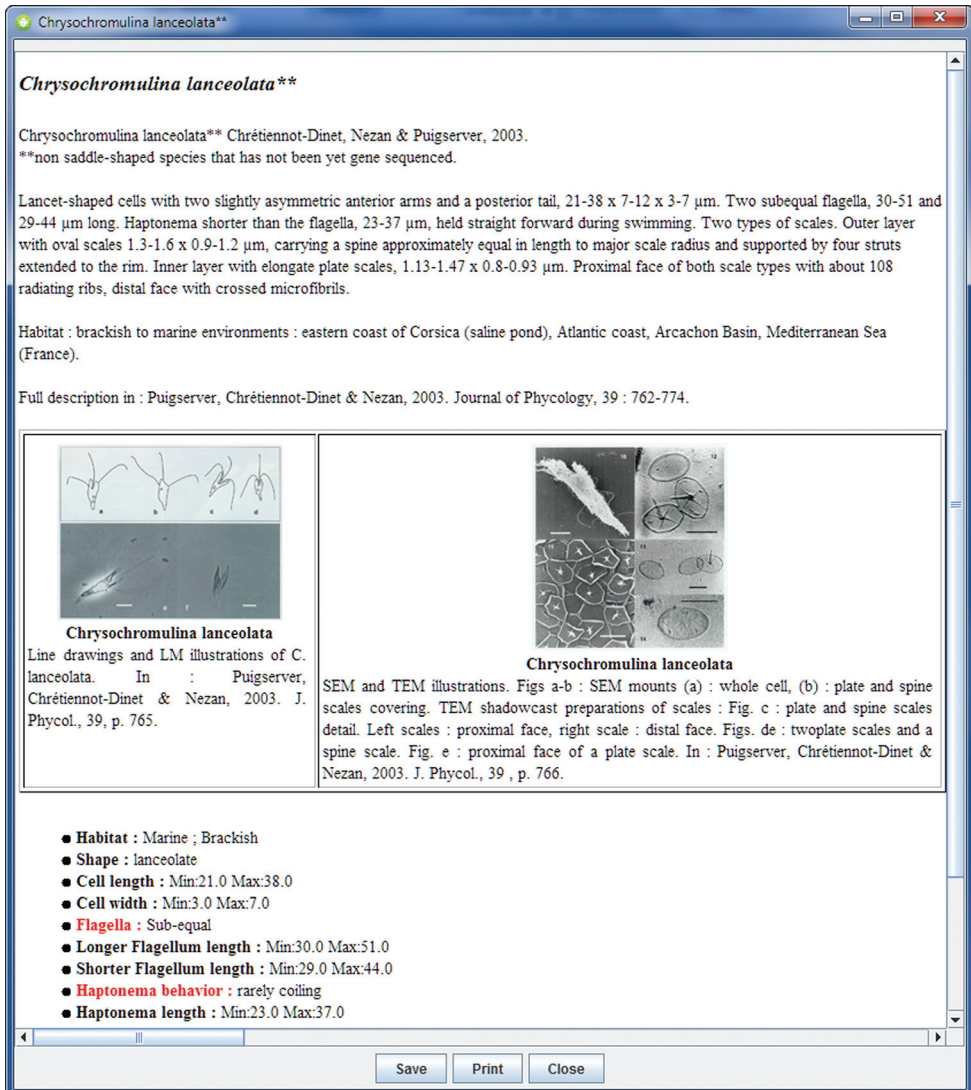 Chrysochromulina lanceolata**
Chrysochromulina lanceolata**
Chrysochromulina lanceolata** Chrétiennot-Dinet, Nezan & Puigserver, 2003.
**non saddle-shaped species that has not been yet gene sequenced.
Lancet-shaped cells with two slightly asymmetric anterior arms and a posterior tail, 21-38 x 7-12 x 3-7 µm. Two subequal flagella, 30-51 and
29-44 µm long. Haptonema shorter than the flagella, 23-37 µm, held straight forward during swimming. Two types of scales. Outer layer
with oval scales 1.3-1.6 x 0.9-1.2 µm, carrying a spine approximately equal in length to major scale radius and supported by four struts
extended to the rim. Inner layer with elongate plate scales, 1.13-1.47 x 0.8-0.93 µm. Proximal face of both scale types with about 108
radiating ribs, distal face with crossed microfibrils.
Habitat : brackish to marine environments : eastern coast of Corsica (saline pond), Atlantic coast, Arcachon Basin, Mediterranean Sea
(France).
Full description in : Puigserver, Chrétiennot-Dinet & Nezan, 2003. Journal of Phycology, 39 : 762-774.
a b c d
e f
Chrysochromulina lanceolata
Line drawings and LM illustrations of C.
lanceolata. In : Puigserver,
Chrétiennot-Dinet & Nezan, 2003. J.
Phycol., 39, p. 765.
10 12
11 13
14
Chrysochromulina lanceolata
SEM and TEM illustrations. Figs a-b : SEM mounts (a) : whole cell, (b) : plate and spine
scales covering. TEM shadowcast preparations of scales : Fig. c : plate and spine scales
detail. Left scales : proximal face, right scale : distal face. Figs. de : twoplate scales and a
spine scale. Fig. e : proximal face of a plate scale. In : Puigserver, Chrétiennot-Dinet &
Nezan, 2003. J. Phycol., 39 , p. 766.
Habitat : Marine ; Brackish
Shape : lanceolate
Cell length : Min:21.0 Max:38.0
Cell width : Min:3.0 Max:7.0
Flagella : Sub-equal
Longer Flagellum length : Min:30.0 Max:51.0
Shorter Flagellum length : Min:29.0 Max:44.0
Haptonema behavior : rarely coiling
Haptonema length : Min:23.0 Max:37.0
Save Print Close